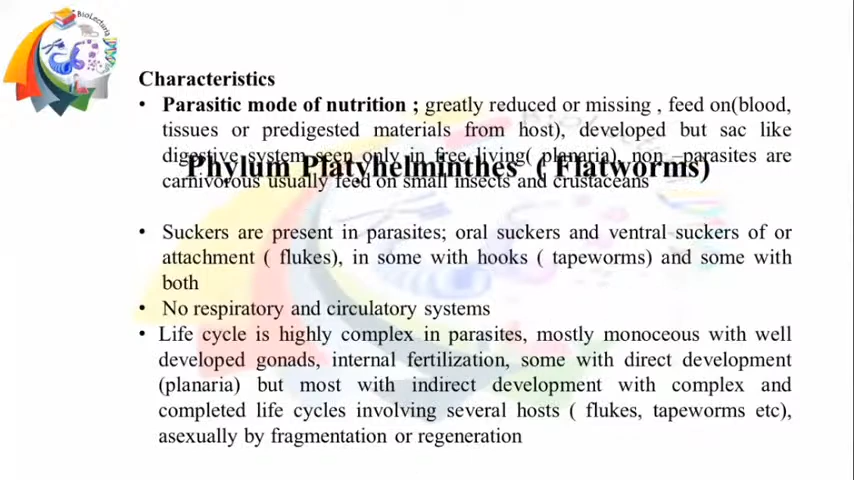 BioLectana
Characteristics
• Parasitic mode of nutrition ; greatly reduced or missing , feed on(blood,
tissues or predigested materials from host), developed but sac like
digestive system seen only in free living( planaria), non –parasites are
Phylum Platyhelminthes ( Flatworms)
carnivorous usually feed on small insects and crustaceans
• Suckers are present in parasites; oral suckers and ventral suckers of or
attachment ( flukes), in some with hooks ( tapeworms) and some with
both
• No respiratory and circulatory systems
• Life cycle is highly complex in parasites, mostly monoceous with well
developed gonads, internal fertilization, some with direct development
(planaria) but most with indirect development with complex and
completed life cycles involving several hosts ( flukes, tapeworms etc),
asexually by fragmentation or regeneration